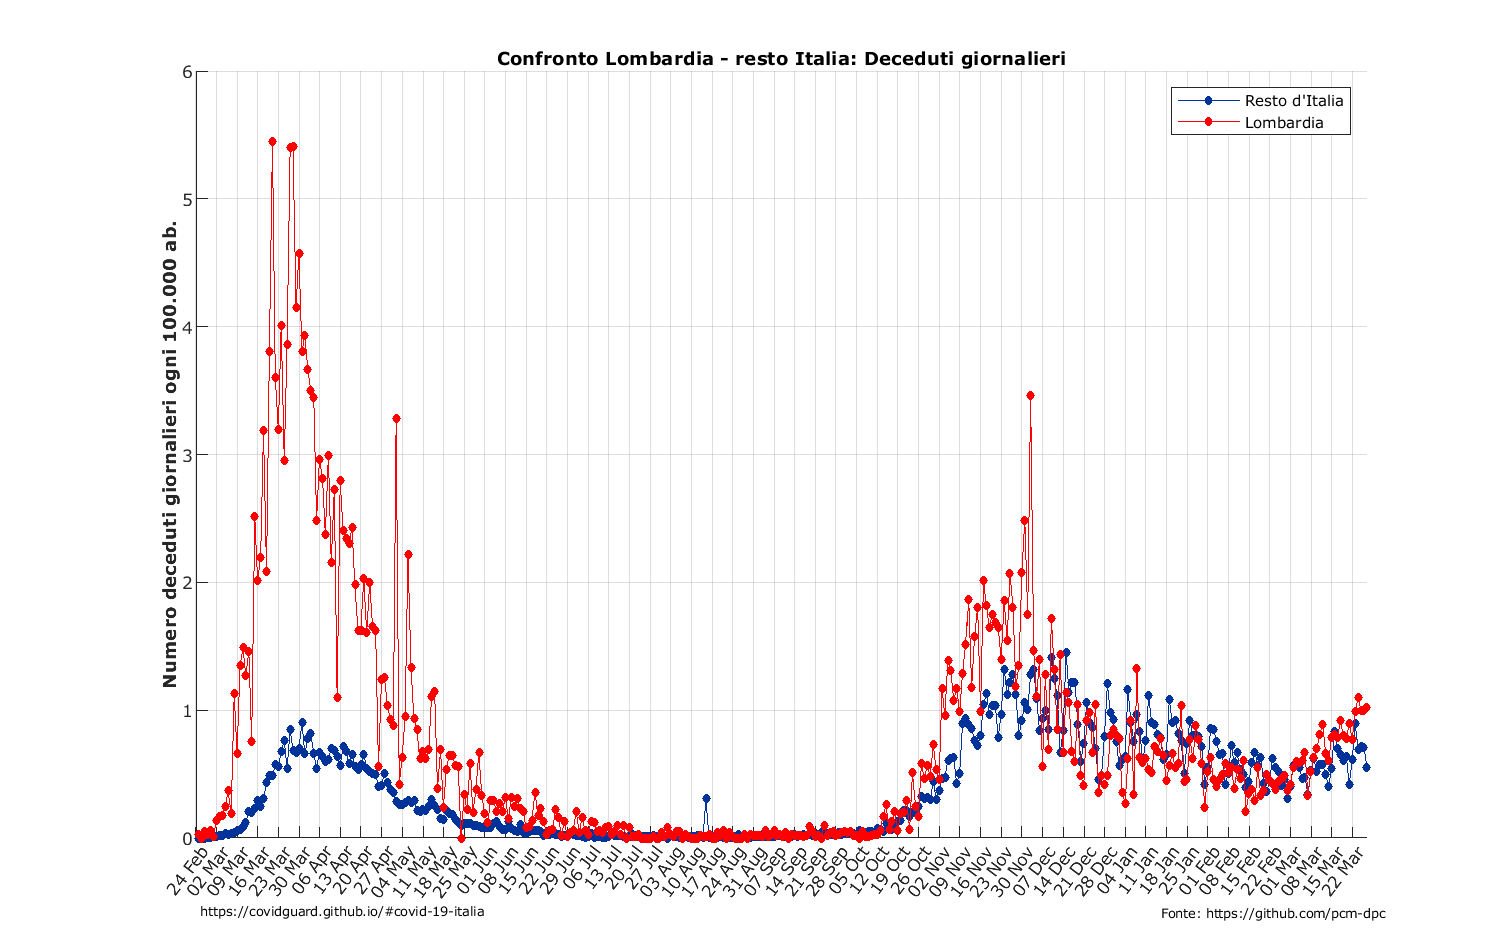 Confronto Lombardia - resto Italia: Deceduti giornalieri
Resto d'Italia
Lombardia
Numero deceduti giornalieri ogni 100.000 ab.
6
5
4
3
2
1
0
24 Feb
02 Mar
09 Mar
16 Mar
23 Mar
30 Mar
06 Apr
13 Apr
20 Apr
27 Apr
04 May
11 May
18 May
25 May
01 Jun
08 Jun
15 Jun
22 Jun
29 Jun
06 Jul
13 Jul
20 Jul
27 Jul
03 Aug
10 Aug
17 Aug
24 Aug
31 Aug
07 Sep
14 Sep
21 Sep
28 Sep
05 Oct
12 Oct
19 Oct
26 Oct
02 Nov
09 Nov
16 Nov
23 Nov
30 Nov
07 Dec
14 Dec
21 Dec
28 Dec
04 Jan
11 Jan
18 Jan
25 Jan
01 Feb
08 Feb
15 Feb
22 Feb
01 Mar
08 Mar
15 Mar
22 Mar
https://covidguard.github.io/#covid-19-italia
Fonte: https://github.com/pcm-dpc